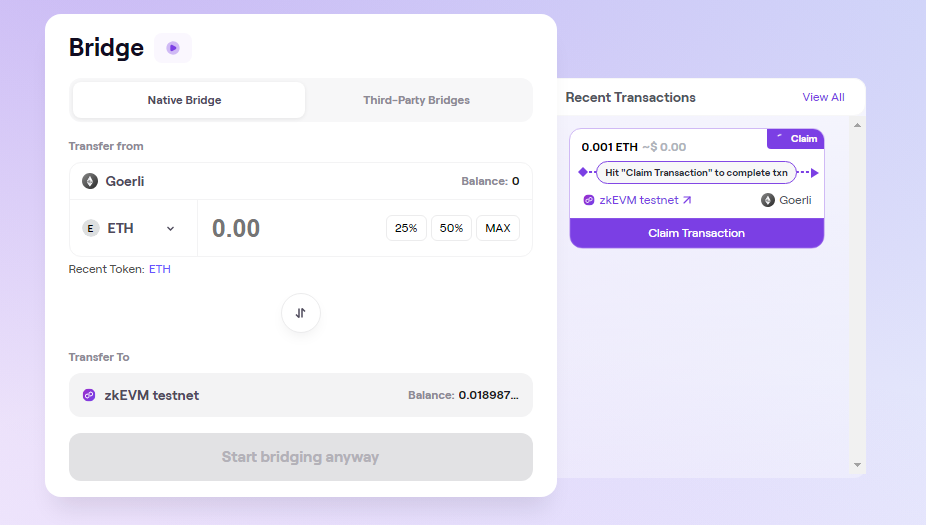 Bridge
Native Bridge
Third-Party Bridges
Transfer from
Goerli
Balance: 0
E ETH
0.00
25%
50%
MAX
Recent Token: ETH
Transfer To
zkEVM testnet
Balance: 0.018987...
Start bridging anyway
Recent Transactions
View All
Claim
0.001 ETH ~$ 0.00
Hit "Claim Transaction" to complete txn
zkEVM testnet
Goerli
Claim Transaction